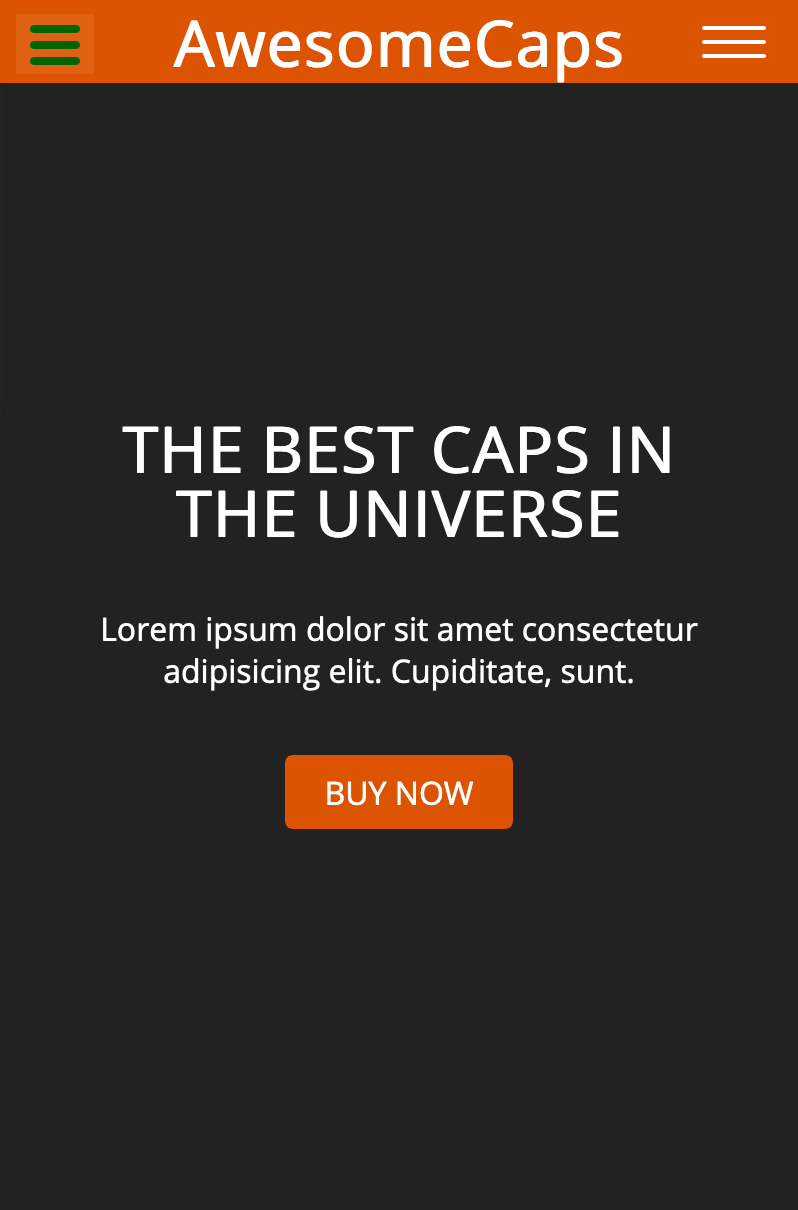 AwesomeCaps
THE BEST CAPS IN
THE UNIVERSE
Lorem ipsum dolor sit amet consectetur
adipisicing elit. Cupiditate, sunt.
BUY NOW